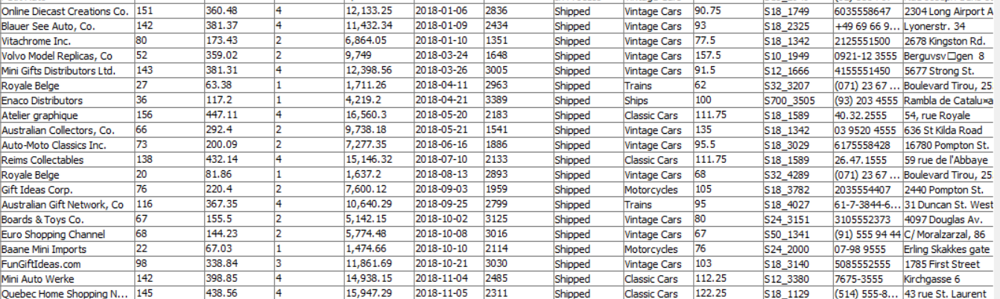 Online Diecast Creations Co. 151 360.48 4 12,133.25 2018-01-06 2836 Shipped Vintage Cars 90.75 S18_1749 6035558647 2304 Long Airport A
Blauer See Auto, Co. 142 381.37 4 11,432.34 2018-01-09 2434 Shipped Vintage Cars 93 S18_2325 +49 69 66 9... Lyonerstr. 34
Vitachrome Inc. 80 173.43 2 6,864.05 2018-01-10 1351 Shipped Vintage Cars 77.5 S18_1342 2125551500 2678 Kingston Rd.
Volvo Model Replicas, Co 52 359.02 2 9,749 2018-03-24 1648 Shipped Vintage Cars 157.5 S10_1949 0921-12 3555 Berguvsv□gen 8
Mini Gifts Distributors Ltd. 143 381.31 4 12,398.56 2018-03-26 3005 Shipped Vintage Cars 91.5 S12_1666 4155551450 5677 Strong St.
Royale Belge 27 63.38 1 1,711.26 2018-04-11 2963 Shipped Trains 62 S32_3207 (071) 23 67 ... Boulevard Tirou, 25
Enaco Distributors 36 117.2 1 4,219.2 2018-04-21 3389 Shipped Ships 100 S700_3505 (93) 203 4555 Rambla de Catalu¤a
Atelier graphique 156 447.11 4 16,560.3 2018-05-20 2183 Shipped Classic Cars 111.75 S18_1589 40.32.2555 54, rue Royale
Australian Collectors, Co. 66 292.4 2 9,738.18 2018-05-21 1541 Shipped Vintage Cars 135 S18_1342 03 9520 4555 636 St Kilda Road
Auto-Moto Classics Inc. 73 200.09 2 7,277.35 2018-06-16 1886 Shipped Vintage Cars 95.5 S18_3029 6175558428 16780 Pompton St.
Reims Collectables 138 432.14 4 15,146.32 2018-07-10 2133 Shipped Classic Cars 111.75 S18_1589 26.47.1555 59 rue de l'Abbaye
Royale Belge 20 81.86 1 1,637.2 2018-08-13 2893 Shipped Vintage Cars 68 S32_4289 (071) 23 67 ... Boulevard Tirou, 25
Gift Ideas Corp. 76 220.4 2 7,600.12 2018-09-03 1959 Shipped Motorcycles 105 S18_3782 2035554407 2440 Pompton St.
Australian Gift Network, Co 116 367.35 4 10,640.29 2018-09-25 2799 Shipped Trains 95 S18_4027 61-7-3844-6... 31 Duncan St. West
Boards & Toys Co. 67 155.5 2 5,142.15 2018-10-02 3125 Shipped Vintage Cars 80 S24_3151 3105552373 4097 Douglas Av.
Euro Shopping Channel 68 144.23 2 5,774.48 2018-10-08 3016 Shipped Vintage Cars 67 S50_1341 (91) 555 94 44 C/ Moralzarzal, 86
Baane Mini Imports 22 67.03 1 1,474.66 2018-10-10 2114 Shipped Motorcycles 76 S24_2000 07-98 9555 Erling Skakkes gate
FunGiftIdeas.com 98 338.84 3 11,861.69 2018-10-21 3030 Shipped Vintage Cars 103 S18_3140 5085552555 1785 First Street
Mini Auto Werke 142 398.85 4 14,938.15 2018-11-04 2485 Shipped Classic Cars 112.25 S12_3380 7675-3555 Kirchgasse 6
Quebec Home Shopping N... 145 438.56 4 15,947.29 2018-11-05 2311 Shipped Classic Cars 122.25 S18_1129 (514) 555-8... 43 rue St. Laurent